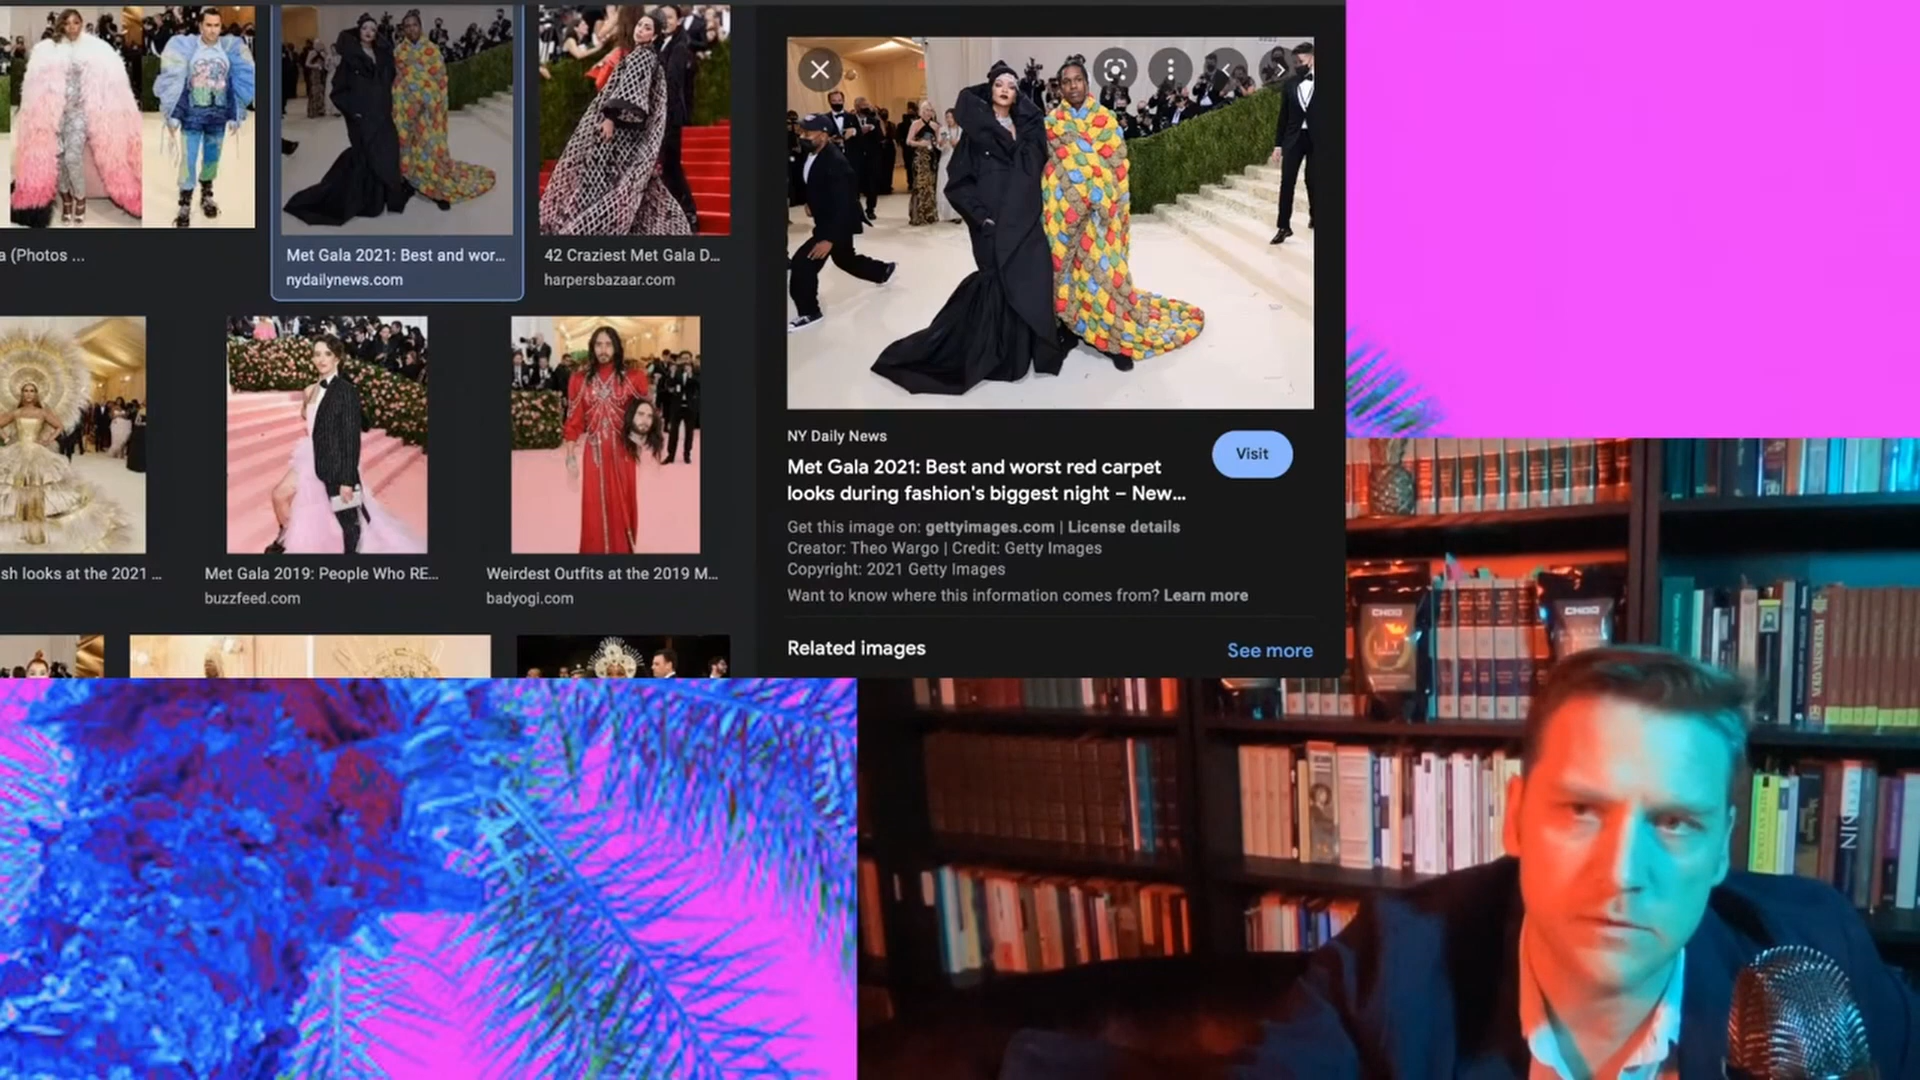 a (Photos ...
Met Gala 2021: Best and wor...
nydailynews.com
42 Craziest Met Gala D...
harpersbazaar.com
sh looks at the 2021 ...
Met Gala 2019: People Who RE...
buzzfeed.com
Weirdest Outfits at the 2019 M...
badyogi.com
NY Daily News
Visit
Met Gala 2021: Best and worst red carpet
looks during fashion's biggest night – New...
Get this image on: gettyimages.com | License details
Creator: Theo Wargo | Credit: Getty Images
Copyright: 2021 Getty Images
Want to know where this information comes from? Learn more
Related images
See more